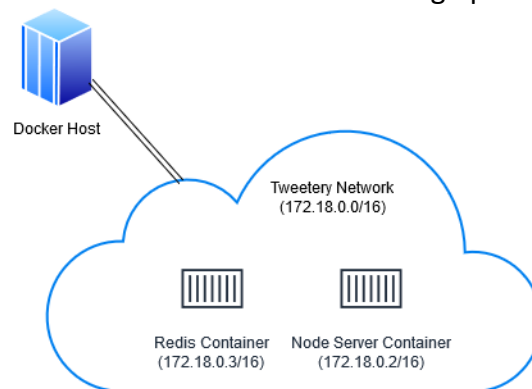 Docker Host
Tweetery Network
(172.18.0.0/16)
Redis Container
(172.18.0.3/16)
Node Server Container
(172.18.0.2/16)